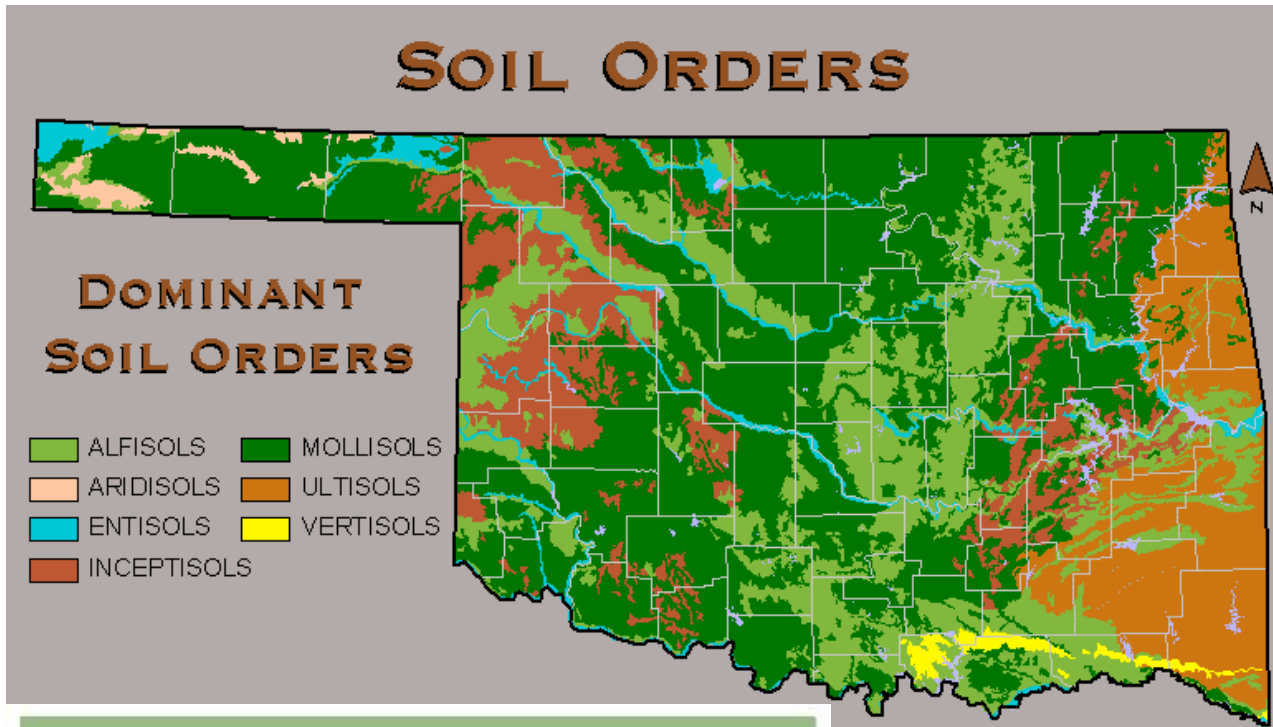 SOIL ORDERS
N
DOMINANT
SOIL ORDERS
ALFISOLS
MOLLISOLS
ARIDISOLS
ULTISOLS
ENTISOLS
VERTISOLS
INCEPTISOLS